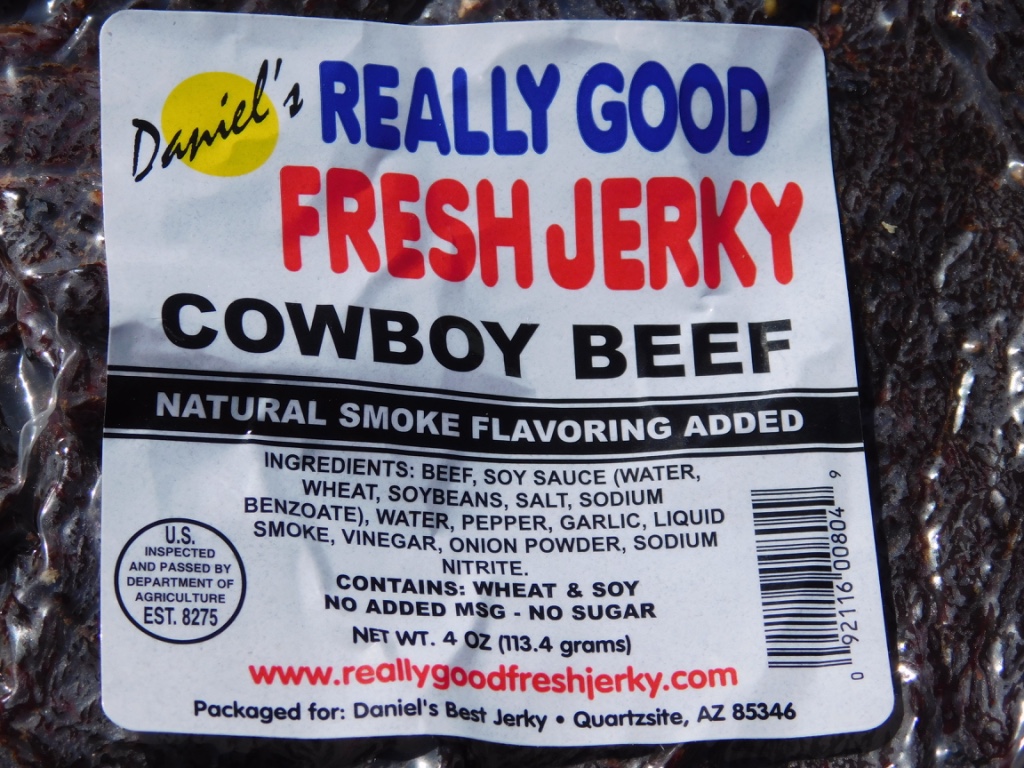 Daniel's REALLY GOOD
FRESH JERKY
COWBOY BEEF
NATURAL SMOKE FLAVORING ADDED
INGREDIENTS: BEEF, SOY SAUCE (WATER,
WHEAT, SOYBEANS, SALT, SODIUM
BENZOATE), WATER, PEPPER, GARLIC, LIQUID
SMOKE, VINEGAR, ONION POWDER, SODIUM
NITRITE.
CONTAINS: WHEAT & SOY
NO ADDED MSG - NO SUGAR
NET WT. 4 OZ (113.4 grams)
www.reallygoodfreshjerky.com
Packaged for: Daniel's Best Jerky • Quartzsite, AZ 85346
U.S.
INSPECTED
AND PASSED BY
DEPARTMENT OF
AGRICULTURE
EST. 8275
0 92116 00804 9